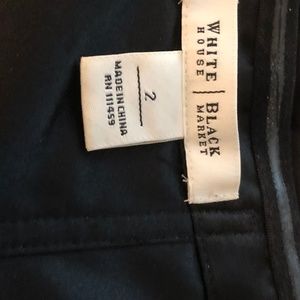 WHITE | BLACK
HOUSE | MARKET
2
MADE IN CHINA
RN 111459